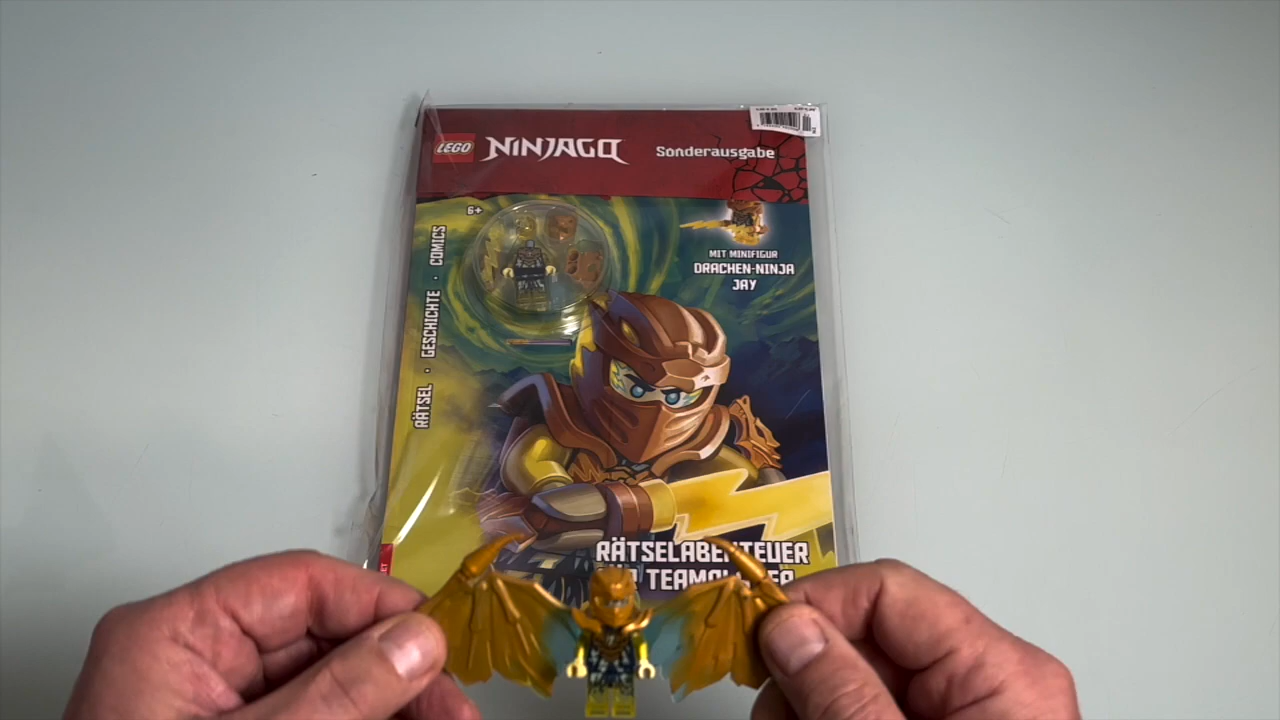 LEGO NINJAGO Sonderausgabe
6+
MIT MINIFIGUR
DRACHEN-NINJA
JAY
RÄTSEL · GESCHICHTE · COMICS
RÄTSELABENTEUER